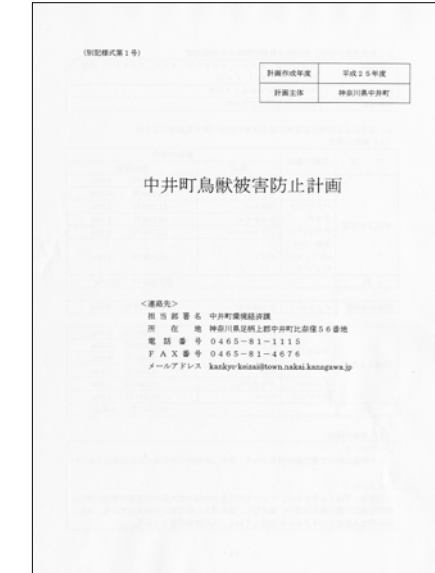 （別記様式第１号）
計画作成年度 平成２５年度
計画主体 神奈川県中井町
中井町鳥獣被害防止計画
＜連絡先＞
担当部署名 中井町環境経済課
所在地 神奈川県足柄上郡中井町比奈窪５６番地
電話番号 ０４６５－８１－１１１５
ＦＡＸ番号 ０４６５－８１－４６７６
メールアドレス kankyo-keizai@town.nakai.kanagawa.jp